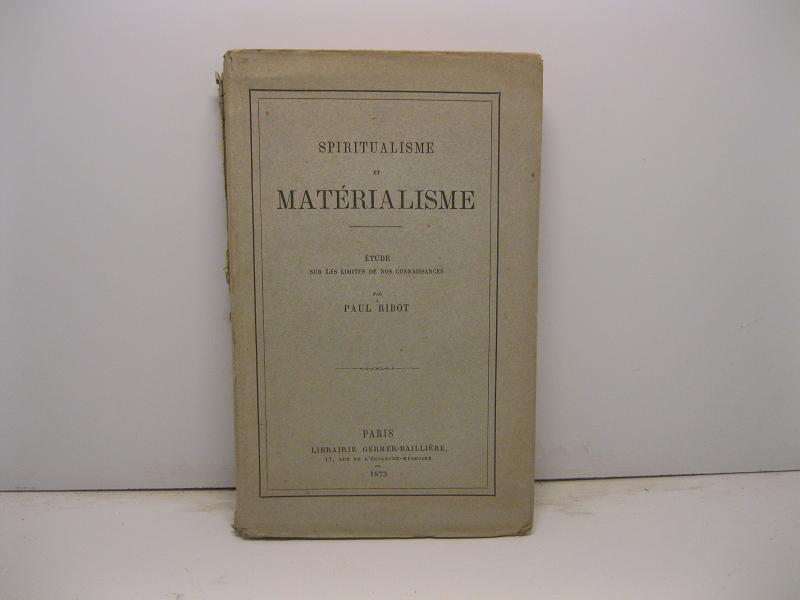 SPIRITUALISME
ET
MATÉRIALISME
ÉTUDE
SUR LES LIMITES DE NOS CONNAISSANCES
PAR
PAUL RIBOT
PARIS
LIBRAIRIE GERMER-BAILLIÈRE,
17, RUE DE L'ÉCOLE-DE-MÉDECINE
1873